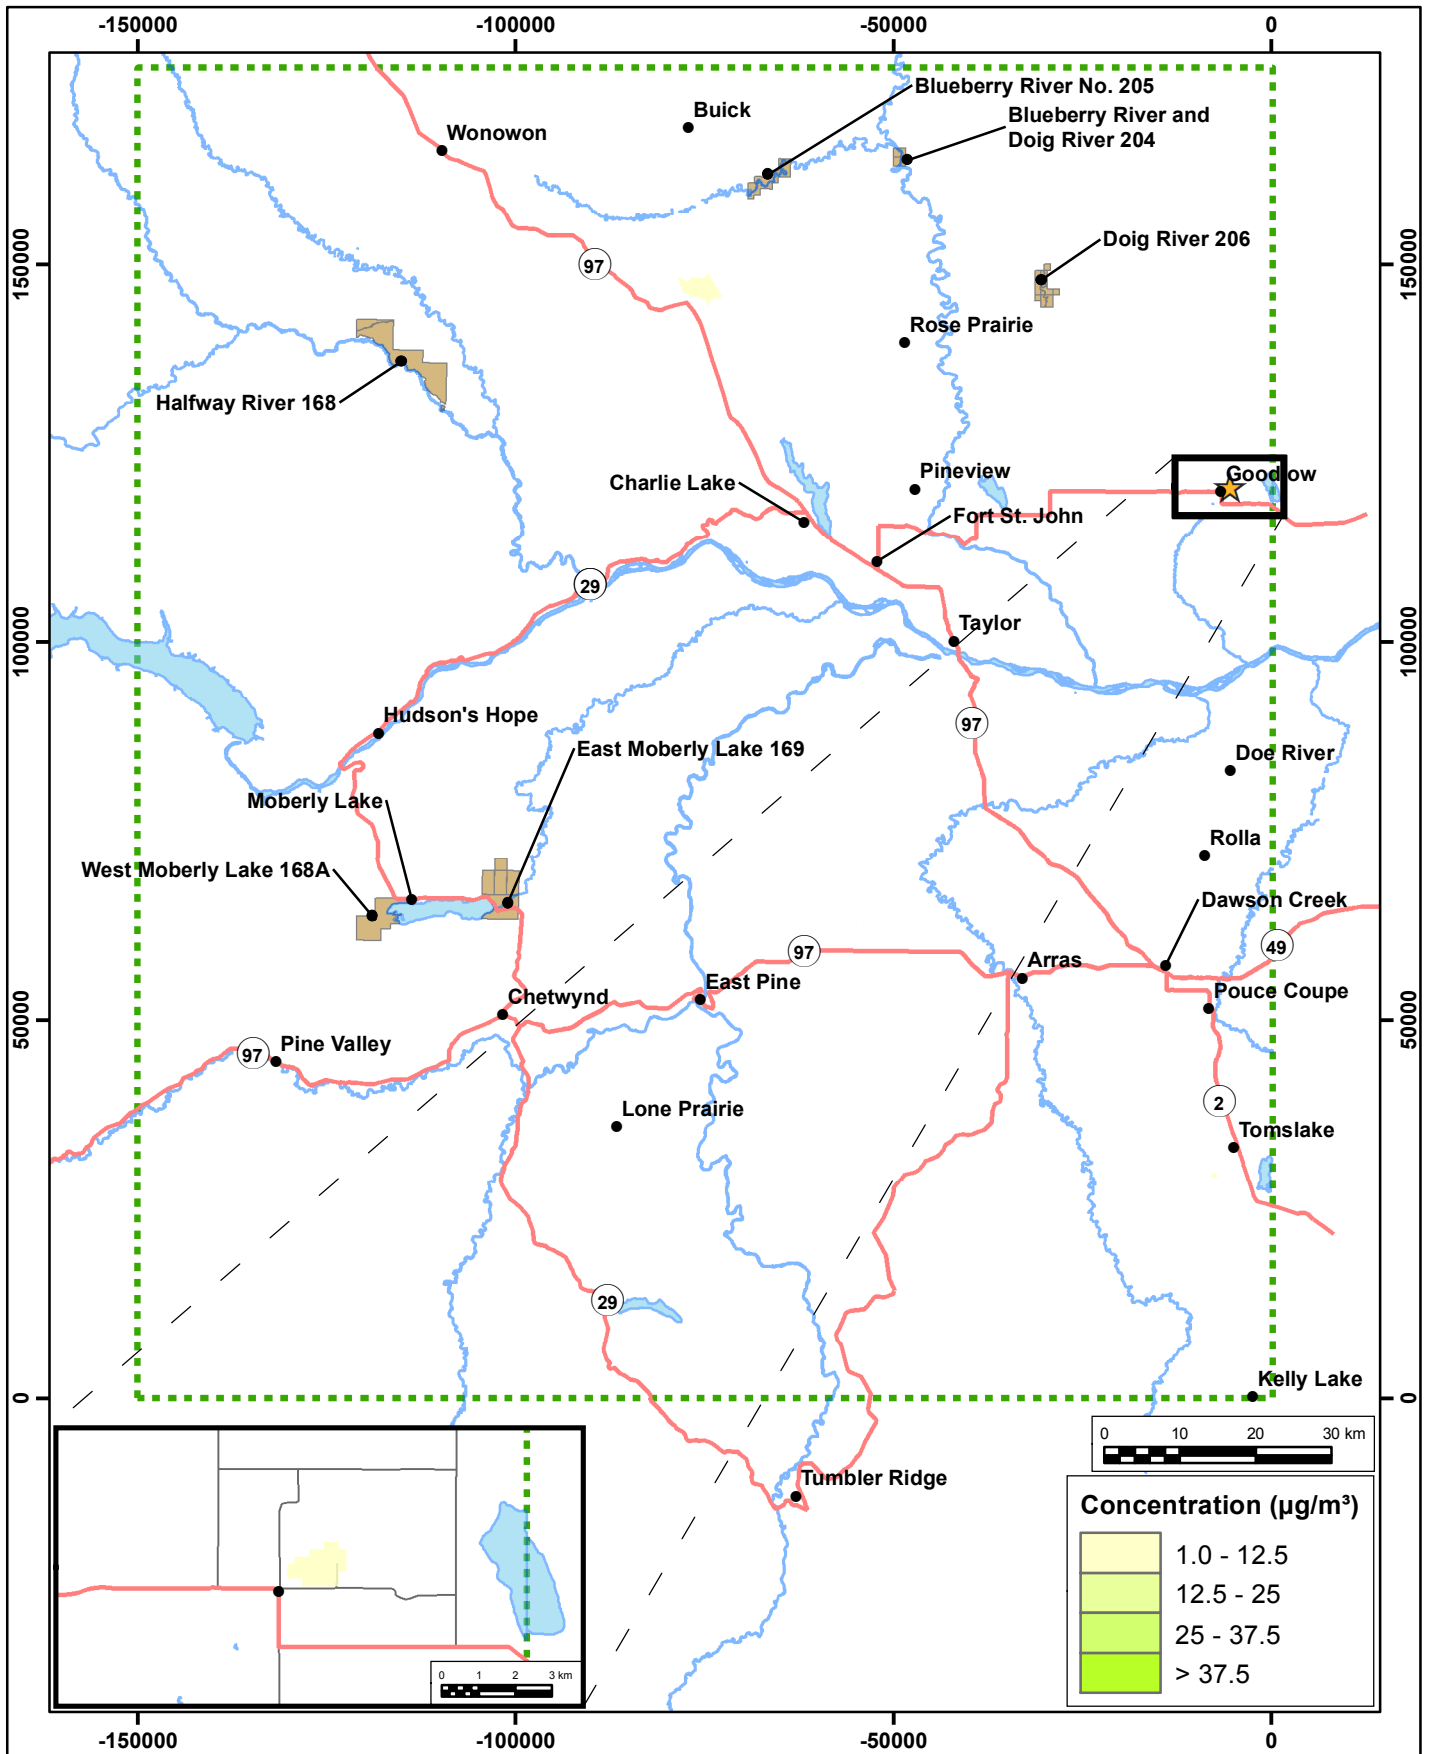 -150000
-100000
-50000
0
Blueberry River No. 205
Buick
Blueberry River and
Doig River 204
Wonowon
Doig River 206
150000
150000
97
Rose Prairie
Halfway River 168
Pineview
Goodlow
Charlie Lake
Fort St. John
29
Taylor
100000
100000
Hudson's Hope
97
East Moberly Lake 169
Doe River
Moberly Lake
Rolla
West Moberly Lake 168A
Dawson Creek
97
49
Arras
East Pine
Pouce Coupe
Chetwynd
50000
50000
97
Pine Valley
2
Lone Prairie
Tomslake
29
Kelly Lake
0
0
0 10 20 30 km
Tumbler Ridge
Concentration (µg/m³)
1.0 - 12.5
12.5 - 25
25 - 37.5
> 37.5
0 1 2 3 km
-150000
-100000
-50000
0